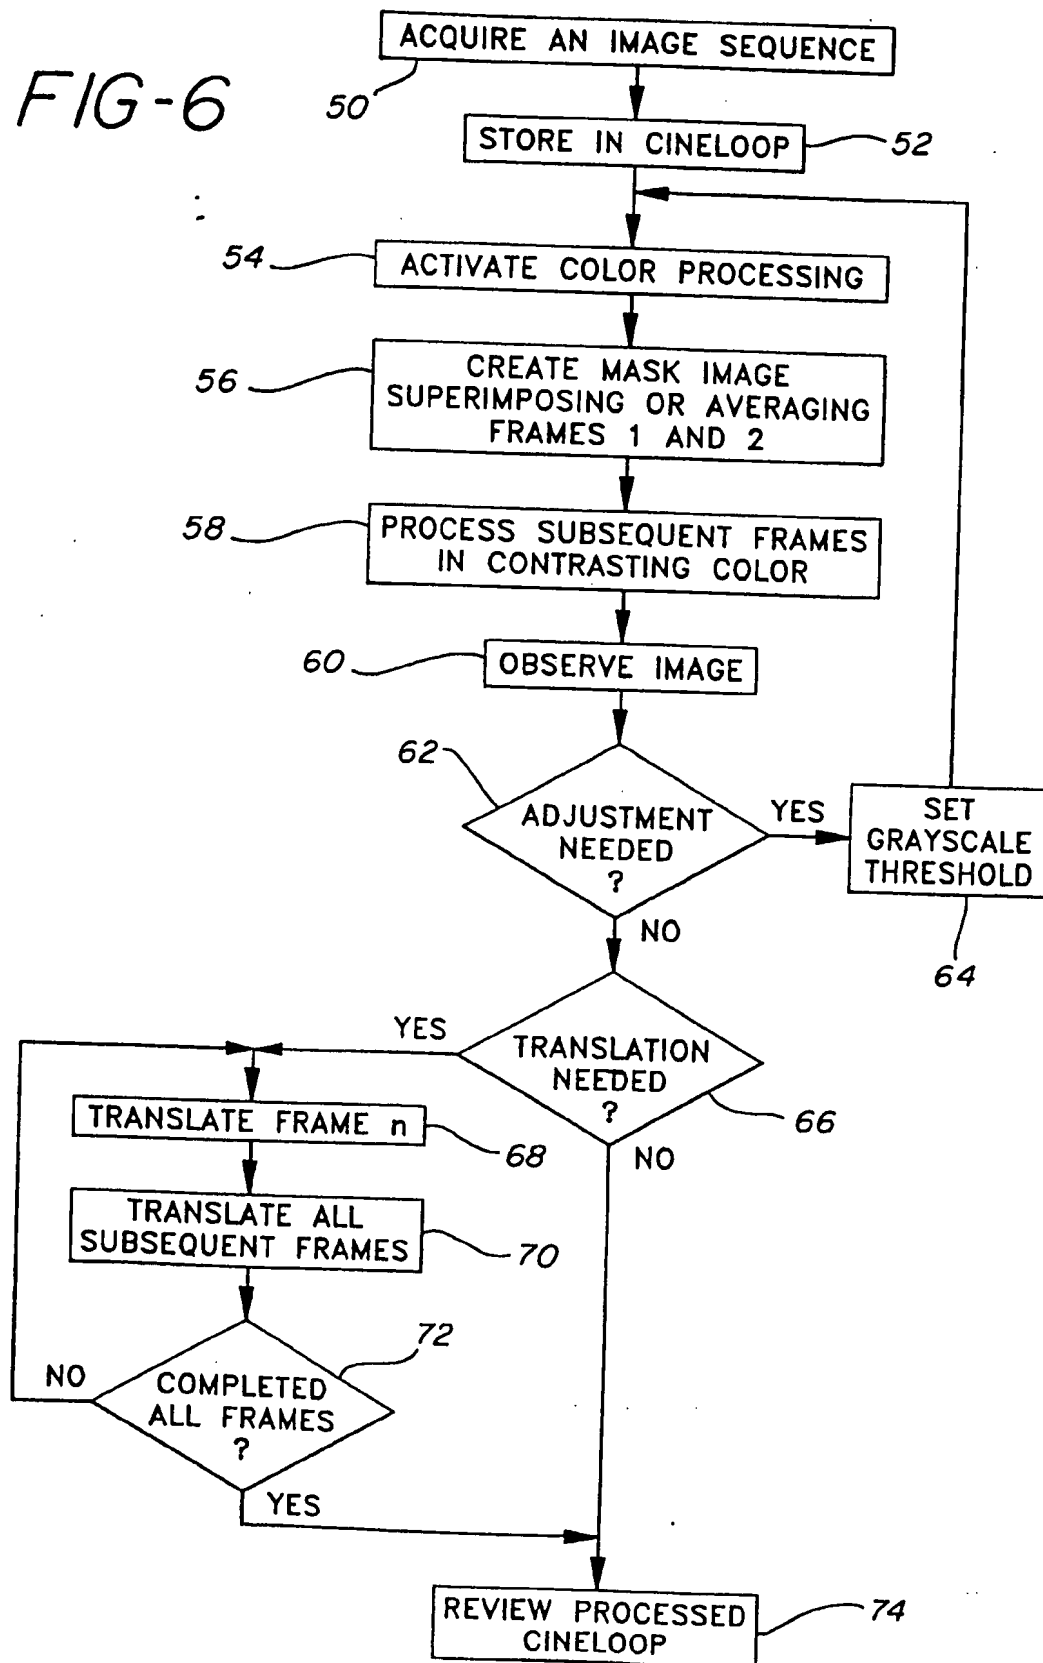 FIG-6
ACQUIRE AN IMAGE SEQUENCE
50
STORE IN CINELOOP
52
54
ACTIVATE COLOR PROCESSING
56
CREATE MASK IMAGE
SUPERIMPOSING OR AVERAGING
FRAMES 1 AND 2
58
PROCESS SUBSEQUENT FRAMES
IN CONTRASTING COLOR
60
OBSERVE IMAGE
62
ADJUSTMENT
NEEDED
?
YES
SET
GRAYSCALE
THRESHOLD
64
NO
YES
TRANSLATION
NEEDED
?
66
NO
TRANSLATE FRAME n
68
TRANSLATE ALL
SUBSEQUENT FRAMES
70
72
NO
COMPLETED
ALL FRAMES
?
YES
REVIEW PROCESSED
CINELOOP
74